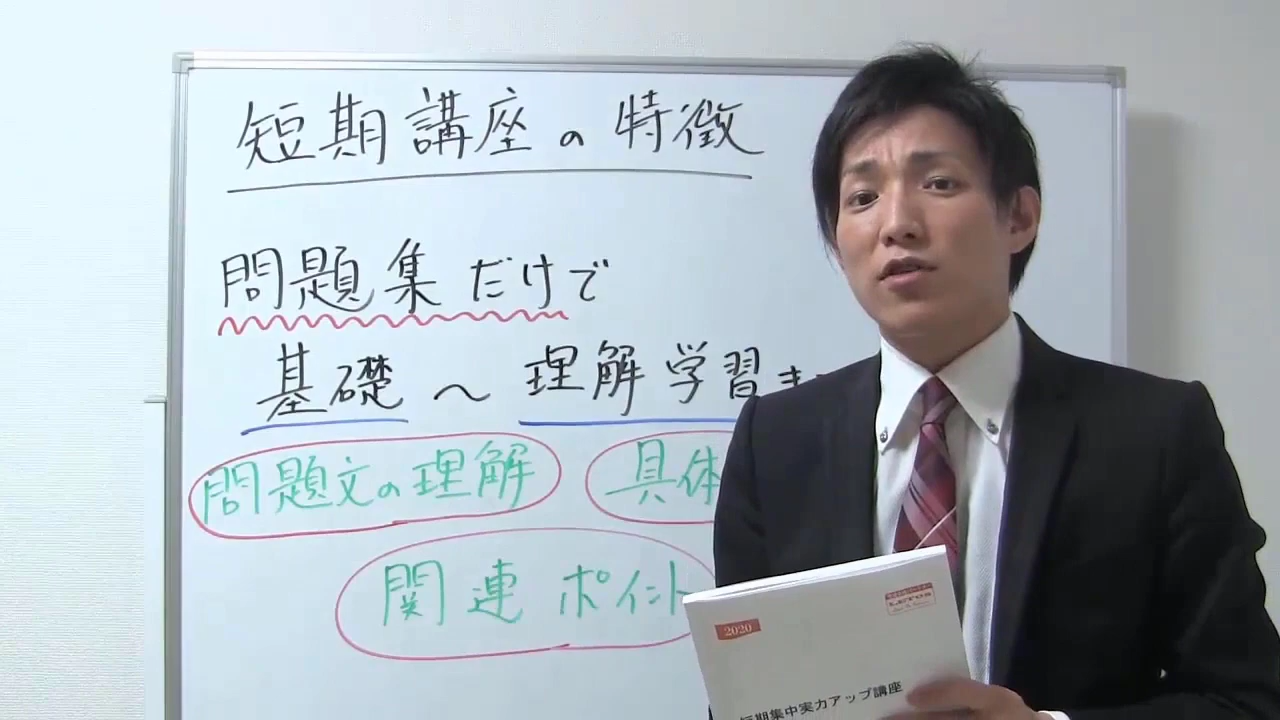 短期講座の特徴
問題集だけで
基礎〜理解学習ま
問題文の理解
具体
関連ポイント
2020
LETOS
短期集中実力アップ講座